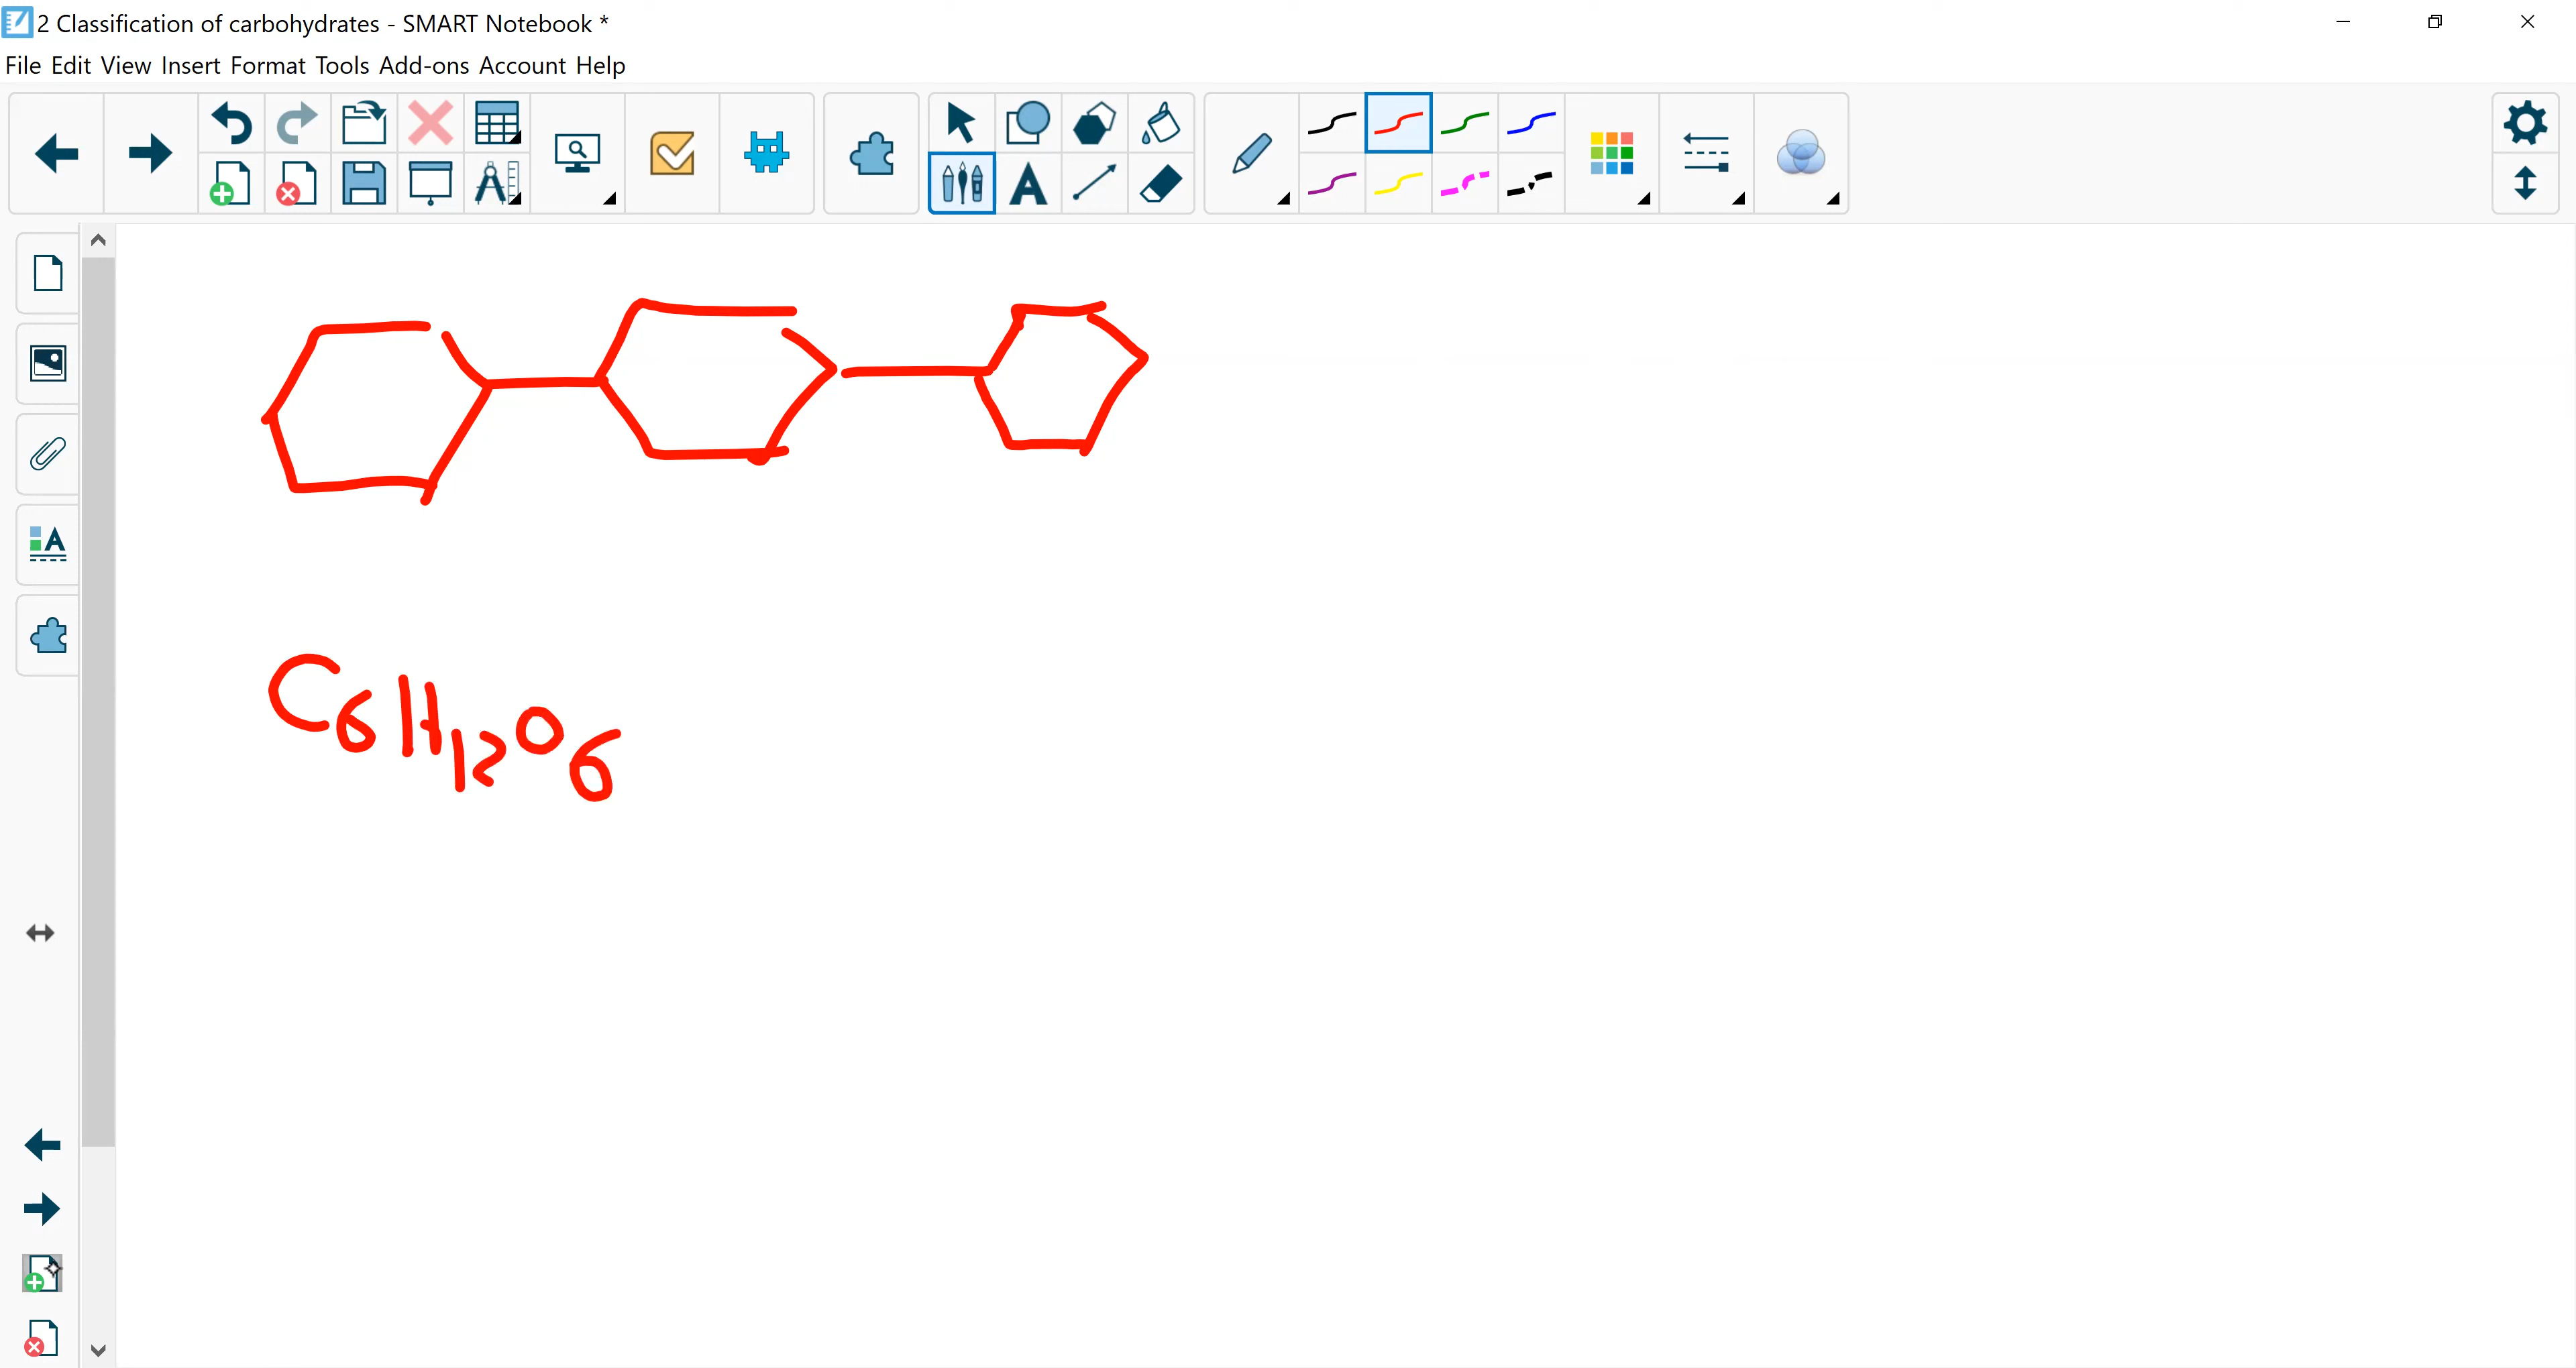 2 Classification of carbohydrates - SMART Notebook *
File Edit View Insert Format Tools Add-ons Account Help
C6H12O6